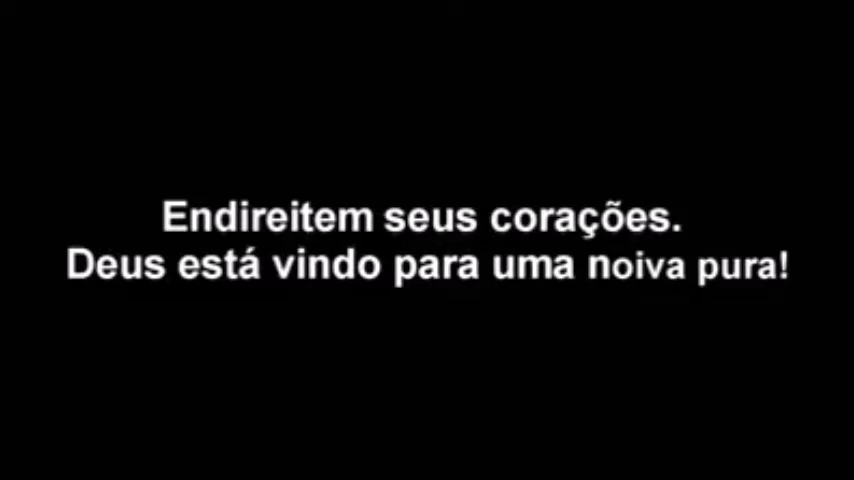 Endireitem seus corações.
Deus está vindo para uma noiva pura!